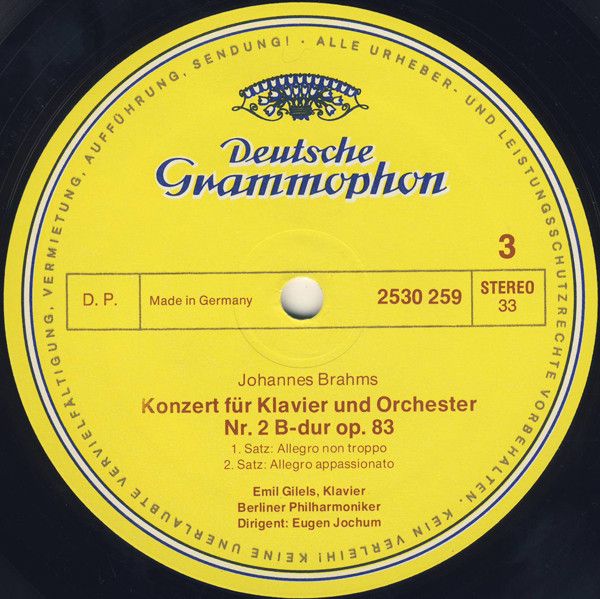 ALLE URHEBER- UND LEISTUNGSSCHUTZRECHTE VORBEHALTEN. KEIN VERLEIH! KEINE UNERLAUBTE VERVIELFÄLTIGUNG, VERMIETUNG, AUFFÜHRUNG, SENDUNG! ·
Deutsche
Grammophon
3
D. P.
Made in Germany
2530 259
STEREO
33
Johannes Brahms
Konzert für Klavier und Orchester
Nr. 2 B-dur op. 83
1. Satz: Allegro non troppo
2. Satz: Allegro appassionato
Emil Gilels, Klavier
Berliner Philharmoniker
Dirigent: Eugen Jochum